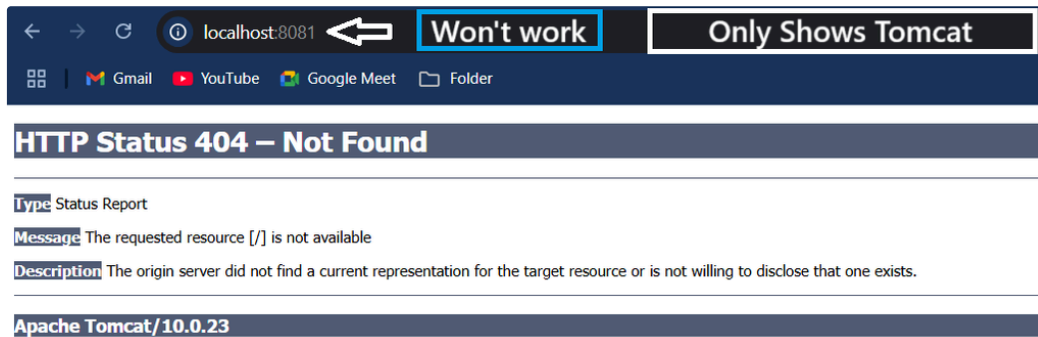 localhost:8081 Won't work Only Shows Tomcat
Gmail YouTube Google Meet Folder
HTTP Status 404 – Not Found
Type Status Report
Message The requested resource [/] is not available
Description The origin server did not find a current representation for the target resource or is not willing to disclose that one exists.
Apache Tomcat/10.0.23